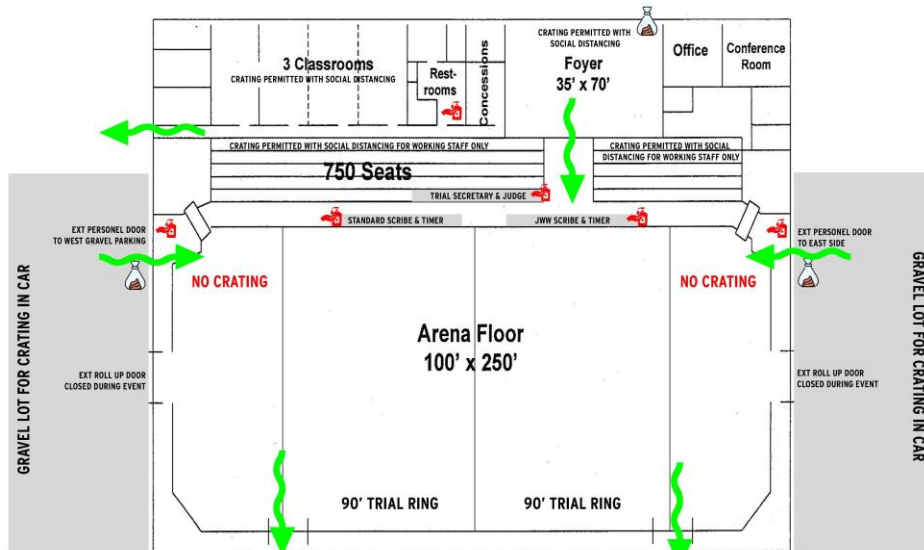 CRATING PERMITTED WITH
SOCIAL DISTANCING
Foyer
35' x 70'
Office
Conference
Room
3 Classrooms
CRATING PERMITTED WITH SOCIAL DISTANCING
Rest-
rooms
Concessions
CRATING PERMITTED WITH SOCIAL DISTANCING FOR WORKING STAFF ONLY
CRATING PERMITTED WITH SOCIAL
DISTANCING FOR WORKING STAFF ONLY
750 Seats
TRIAL SECRETARY & JUDGE
STANDARD SCRIBE & TIMER
JWW SCRIBE & TIMER
EXT PERSONEL DOOR
TO WEST GRAVEL PARKING
EXT PERSONEL DOOR
TO EAST SIDE
NO CRATING
NO CRATING
Arena Floor
100' x 250'
EXT ROLL UP DOOR
CLOSED DURING EVENT
EXT ROLL UP DOOR
CLOSED DURING EVENT
GRAVEL LOT FOR CRATING IN CAR
GRAVEL LOT FOR CRATING IN CAR
90' TRIAL RING
90' TRIAL RING